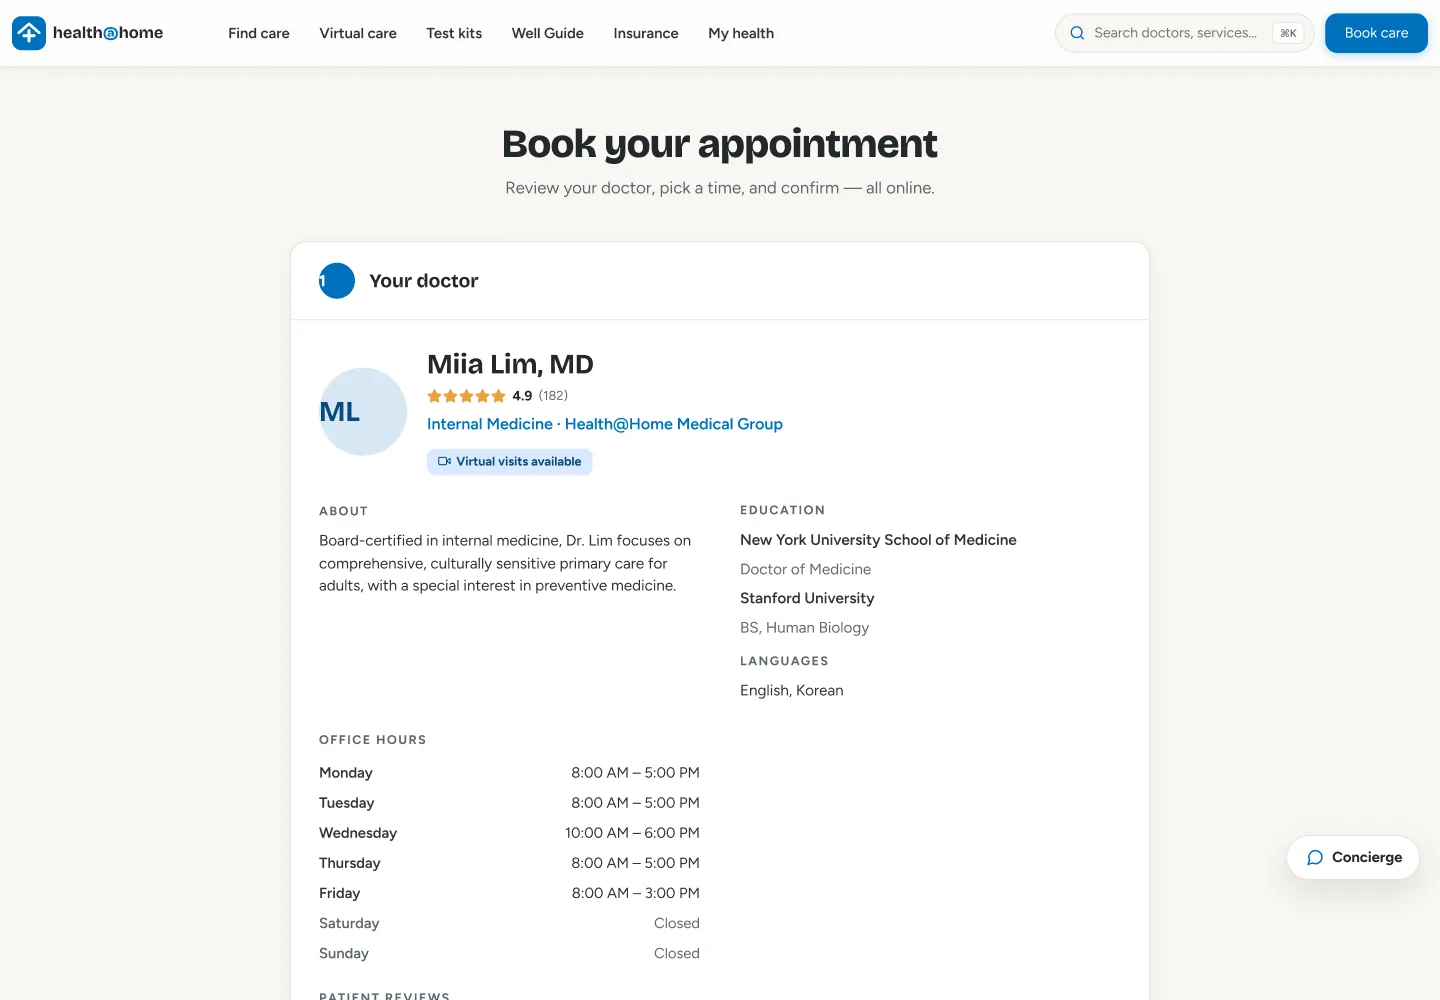 health@home
Find care
Virtual care
Test kits
Well Guide
Insurance
My health
Search doctors, services...
⌘K
Book care
Book your appointment
Review your doctor, pick a time, and confirm — all online.
1
Your doctor
ML
Miia Lim, MD
4.9 (182)
Internal Medicine · Health@Home Medical Group
Virtual visits available
ABOUT
Board-certified in internal medicine, Dr. Lim focuses on
comprehensive, culturally sensitive primary care for
adults, with a special interest in preventive medicine.
EDUCATION
New York University School of Medicine
Doctor of Medicine
Stanford University
BS, Human Biology
LANGUAGES
English, Korean
OFFICE HOURS
Monday 8:00 AM – 5:00 PM
Tuesday 8:00 AM – 5:00 PM
Wednesday 10:00 AM – 6:00 PM
Thursday 8:00 AM – 5:00 PM
Friday 8:00 AM – 3:00 PM
Saturday Closed
Sunday Closed
PATIENT REVIEWS
Concierge